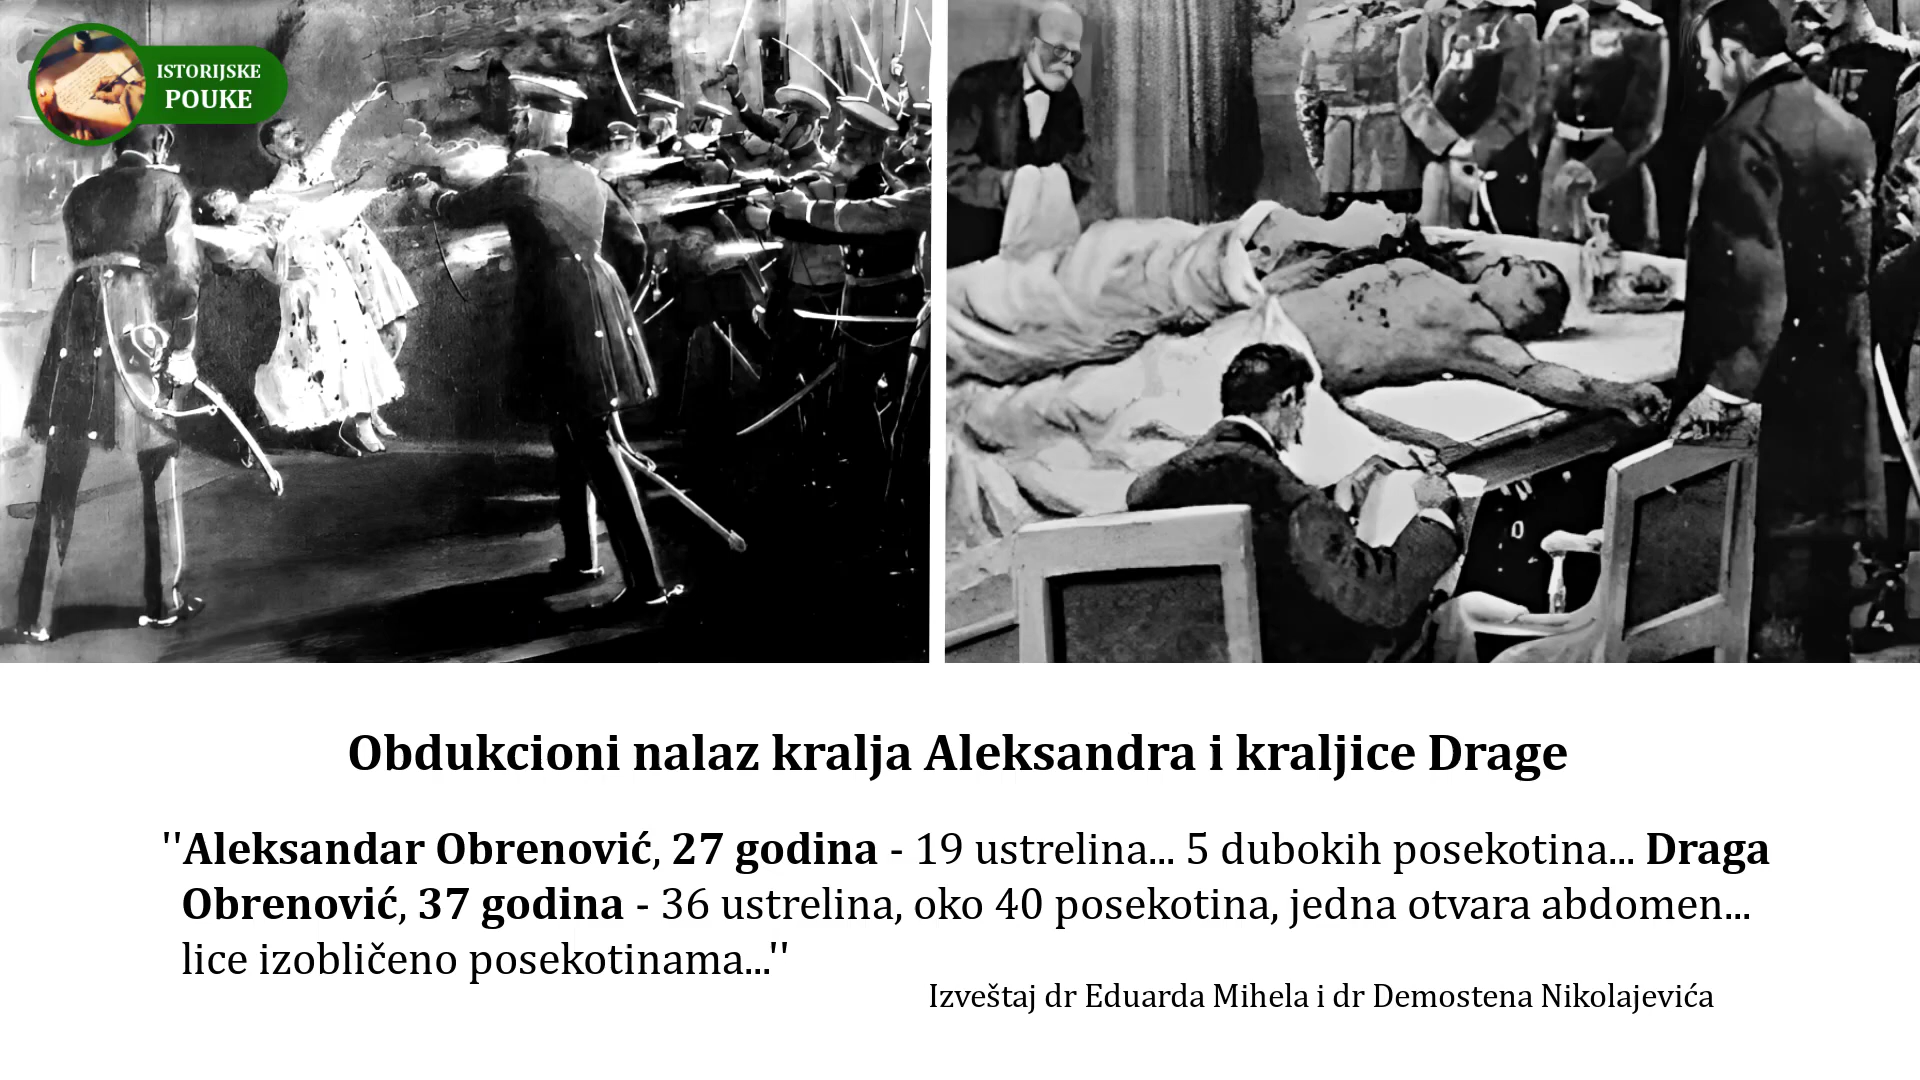 ISTORIJSKE
POUKE
Obdukcioni nalaz kralja Aleksandra i kraljice Drage
''Aleksandar Obrenović, 27 godina - 19 ustrelina... 5 dubokih posekotina... Draga
Obrenović, 37 godina - 36 ustrelina, oko 40 posekotina, jedna otvara abdomen...
lice izobličeno posekotinama...''
Izveštaj dr Eduarda Mihela i dr Demostena Nikolajevića